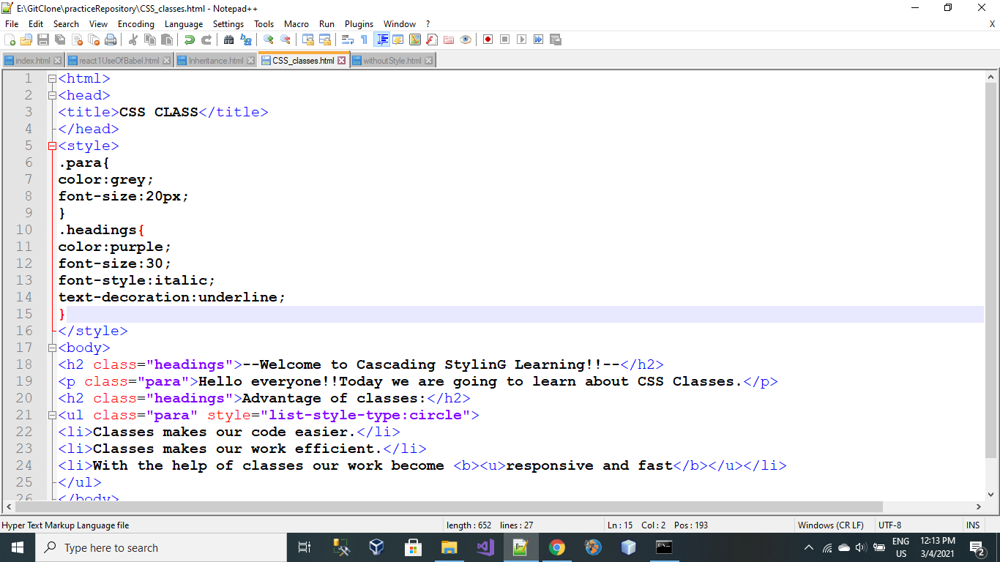 E:\GitClone\practiceRepository\CSS_classes.html - Notepad++
File Edit Search View Encoding Language Settings Tools Macro Run Plugins Window ? X
index.html react1UseOfBabel.html Inheritance.html CSS_classes.html withoutStyle.html
1 <html>
2 <head>
3 <title>CSS CLASS</title>
4 </head>
5 <style>
6 .para{
7 color:grey;
8 font-size:20px;
9 }
10 .headings{
11 color:purple;
12 font-size:30;
13 font-style:italic;
14 text-decoration:underline;
15 }
16 </style>
17 <body>
18 <h2 class="headings">--Welcome to Cascading StylinG Learning!!--</h2>
19 <p class="para">Hello everyone!!Today we are going to learn about CSS Classes.</p>
20 <h2 class="headings">Advantage of classes:</h2>
21 <ul class="para" style="list-style-type:circle">
22 <li>Classes makes our code easier.</li>
23 <li>Classes makes our work efficient.</li>
24 <li>With the help of classes our work become <b><u>responsive and fast</b></u></li>
25 </ul>
26 </body>
Hyper Text Markup Language file length : 652 lines : 27 Ln : 15 Col : 2 Pos : 193 Windows (CR LF) UTF-8 INS
Type here to search
ENG 12:13 PM
US 3/4/2021
2